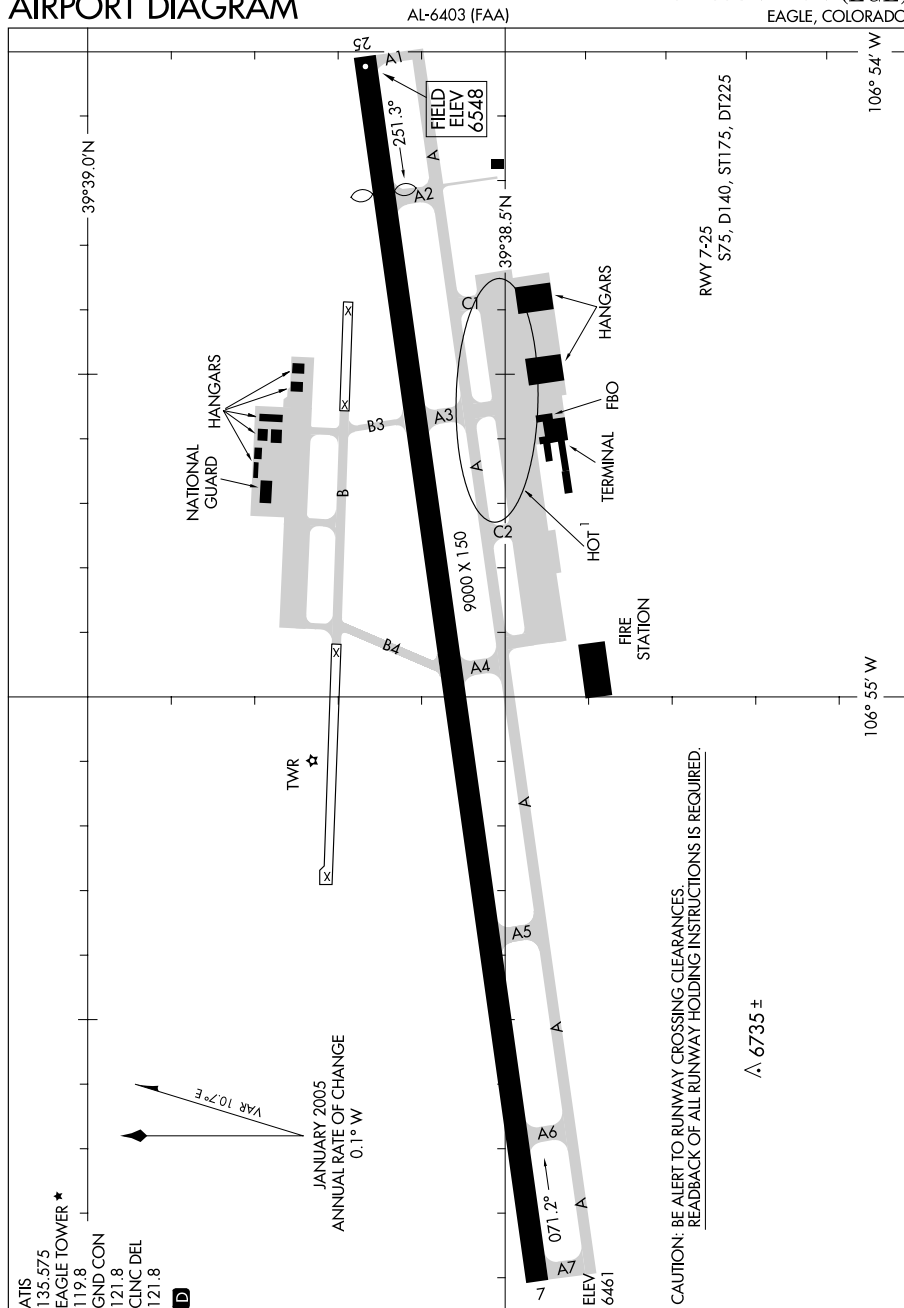 AIRPORT DIAGRAM
AL-6403 (FAA)
EAGLE, COLORADO
ATIS
135.575
EAGLE TOWER ★
119.8
GND CON
121.8
CLNC DEL
121.8
D
VAR 10.7° E
JANUARY 2005
ANNUAL RATE OF CHANGE
0.1° W
39°39.0'N
39°38.5'N
106° 54' W
106° 55' W
25
A1
FIELD
ELEV
6548
251.3°
A
A2
C1
HANGARS
HANGARS
NATIONAL
GUARD
X
X
B3
A3
B
A
FBO
TERMINAL
HOT 1
C2
9000 X 150
B4
A4
FIRE
STATION
X
X
TWR
A
A5
A
A6
071.2°
A
A7
7
ELEV
6461
RWY 7-25
S75, D140, ST175, DT225
CAUTION: BE ALERT TO RUNWAY CROSSING CLEARANCES.
READBACK OF ALL RUNWAY HOLDING INSTRUCTIONS IS REQUIRED.
6735 ±